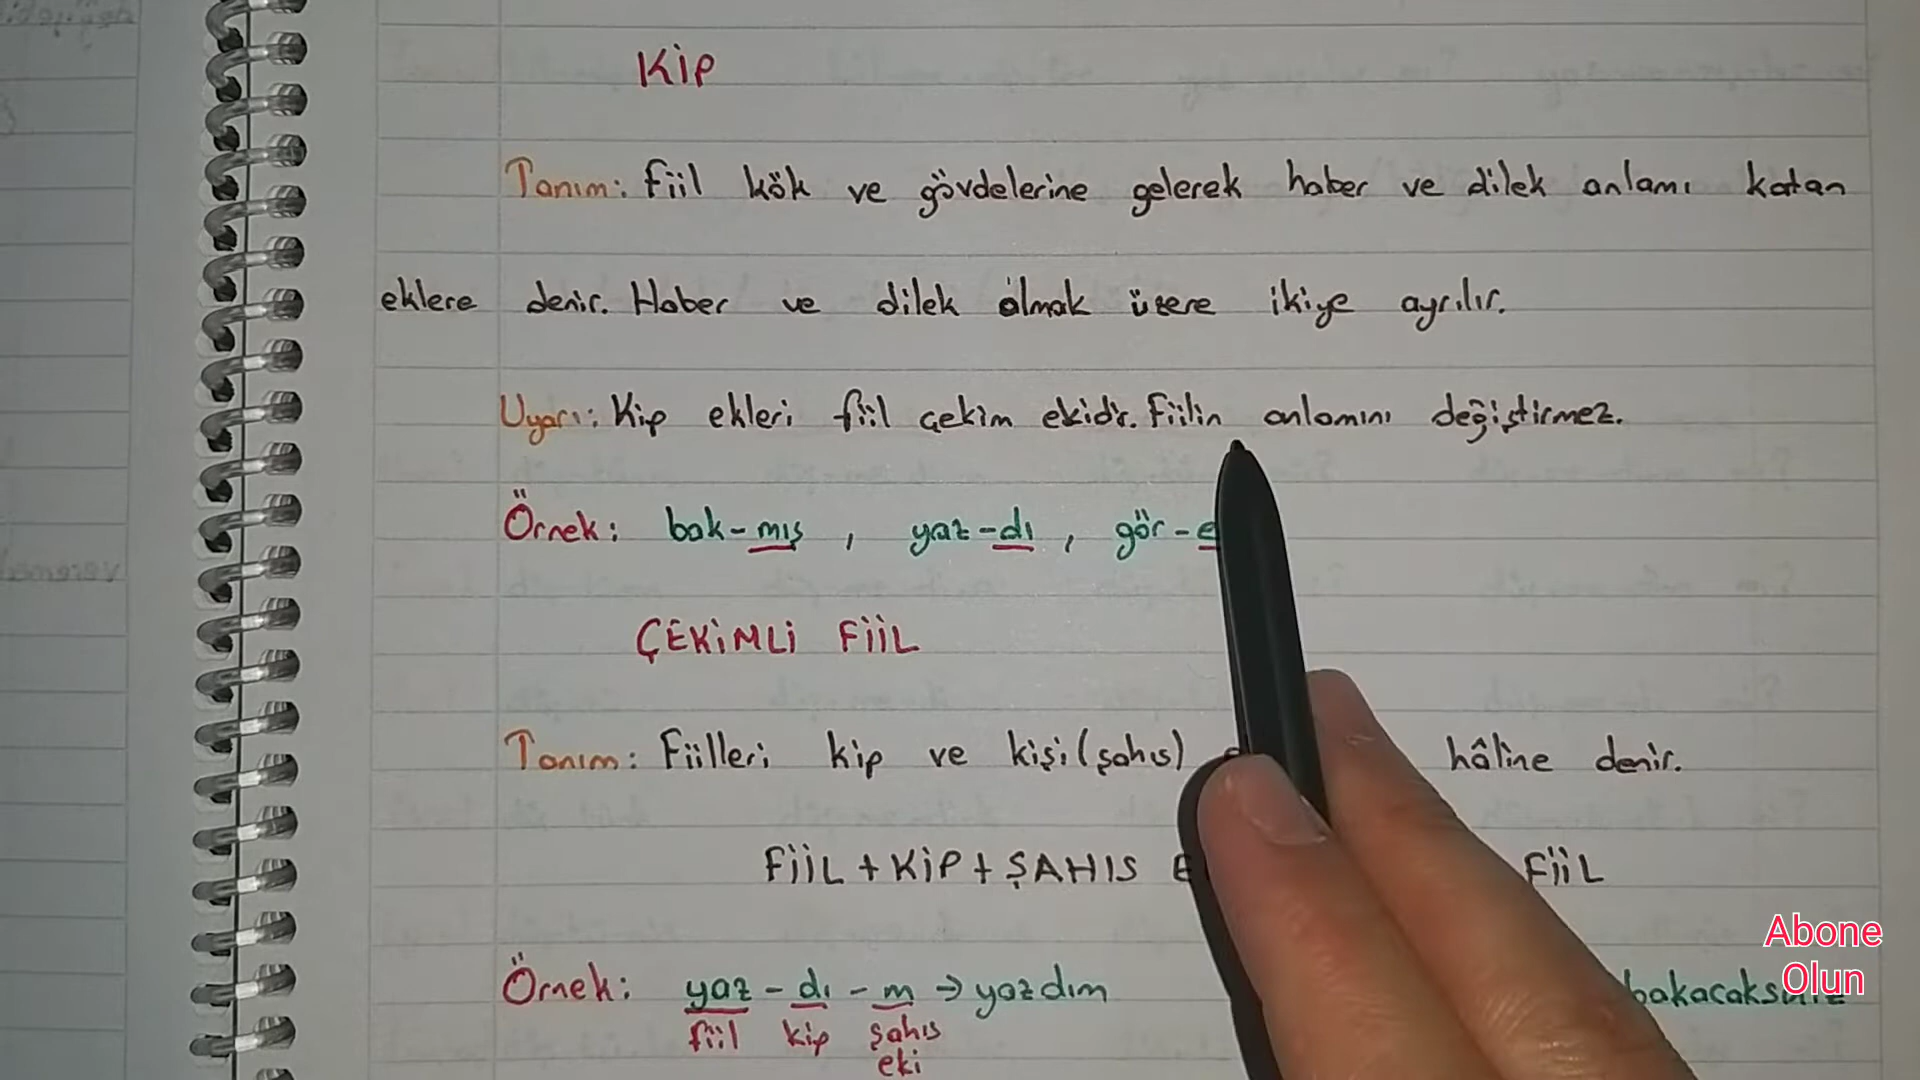 KİP
Tanım: Fiil kök ve gövdelerine gelerek haber ve dilek anlamı katan
eklere denir. Haber ve dilek olmak üzere ikiye ayrılır.
Uyarı: Kip ekleri fiil çekim ekidir. Fiilin anlamını değiştirmez.
Örnek: bak-mış, yaz-dı, gör-e
ÇEKİMLİ FİİL
Tanım: Fiilleri kip ve kişi (şahıs) hâline denir.
FİİL + KİP + ŞAHIS E FİİL
Örnek: yaz - dı - m → yazdım
fiil kip şahıs
eki
Abone
Olun